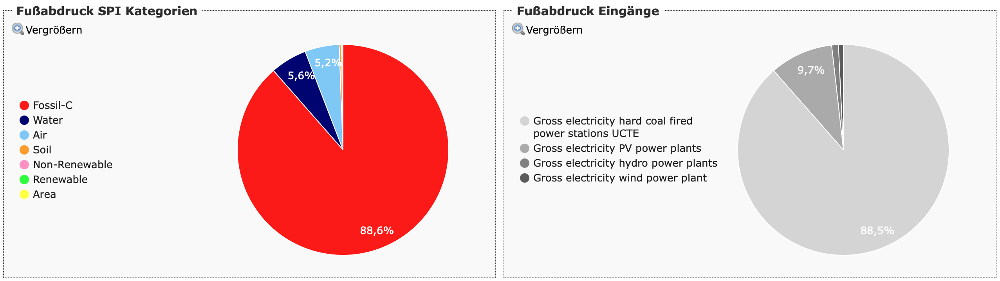 Fußabdruck SPI Kategorien
Vergrößern
Fossil-C
Water
Air
Soil
Non-Renewable
Renewable
Area
5,6%
5,2%
88,6%
Fußabdruck Eingänge
Vergrößern
Gross electricity hard coal fired
power stations UCTE
Gross electricity PV power plants
Gross electricity hydro power plants
Gross electricity wind power plant
9,7%
88,5%